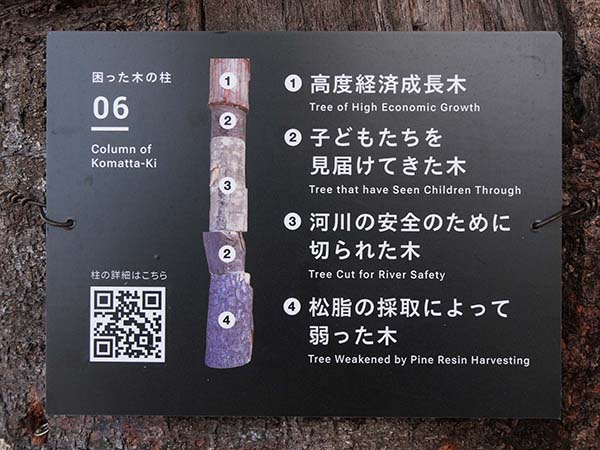 困った木の柱
06
Column of
Komatta-Ki
柱の詳細はこちら
1
2
3
2
4
1 高度経済成長木
Tree of High Economic Growth
2 子どもたちを
見届けてきた木
Tree that have Seen Children Through
3 河川の安全のために
切られた木
Tree Cut for River Safety
4 松脂の採取によって
弱った木
Tree Weakened by Pine Resin Harvesting